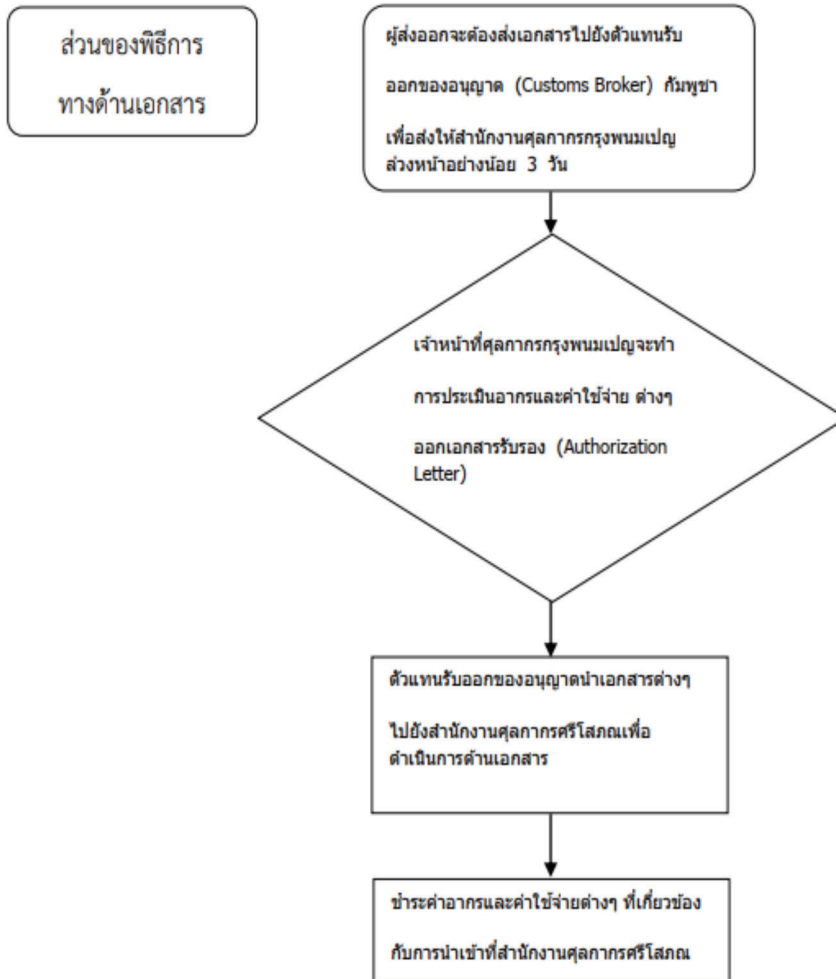 ส่วนของพิธีการ
ทางด้านเอกสาร
ผู้ส่งออกจะต้องส่งเอกสารไปยังตัวแทนรับ
ออกของอนุญาต (Customs Broker) กัมพูชา
เพื่อส่งให้สำนักงานศุลกากรกรุงพนมเปญ
ล่วงหน้าอย่างน้อย 3 วัน
เจ้าหน้าที่ศุลกากรกรุงพนมเปญจะทำ
การประเมินอากรและค่าใช้จ่าย ต่างๆ
ออกเอกสารรับรอง (Authorization
Letter)
ตัวแทนรับออกของอนุญาตนำเอกสารต่างๆ
ไปยังสำนักงานศุลกากรศรีโสภณเพื่อ
ดำเนินการด้านเอกสาร
ชำระค่าอากรและค่าใช้จ่ายต่างๆ ที่เกี่ยวข้อง
กับการนำเข้าที่สำนักงานศุลกากรศรีโสภณ